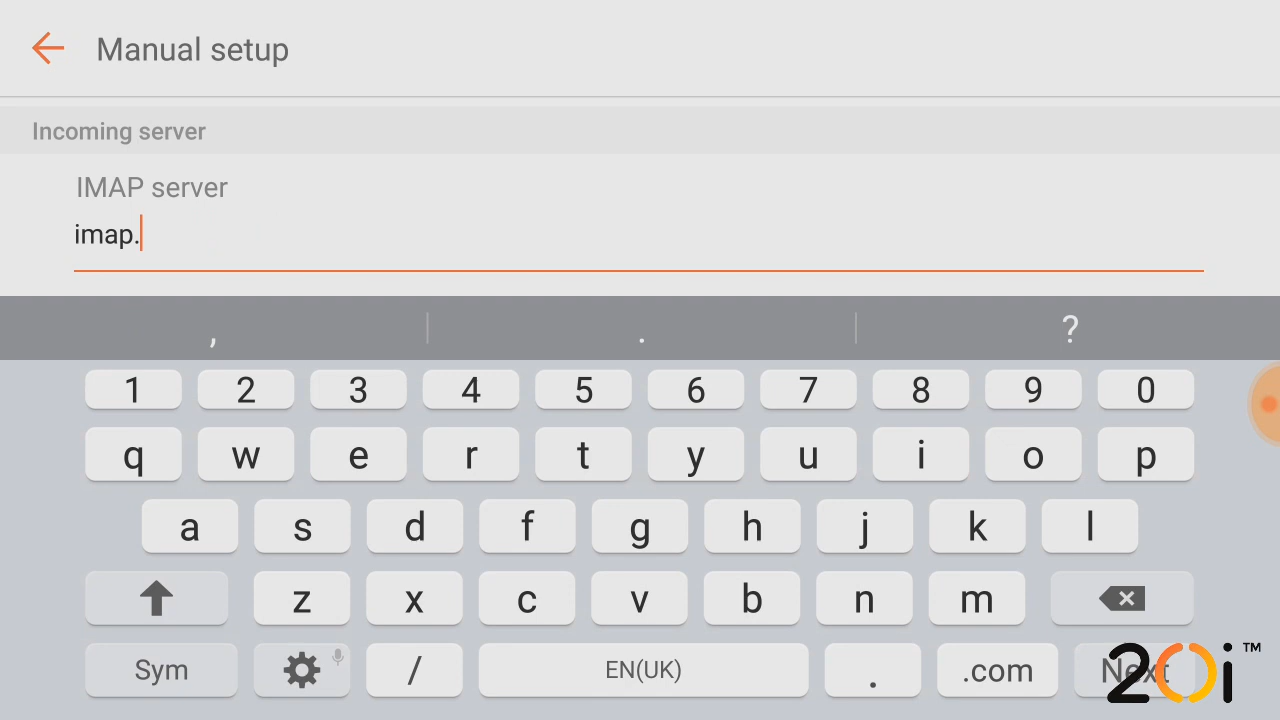 Manual setup
Incoming server
IMAP server
imap.
, . ?
1 2 3 4 5 6 7 8 9 0
q w e r t y u i o p
a s d f g h j k l
z x c v b n m
Sym / EN(UK) . .com Next
20i™